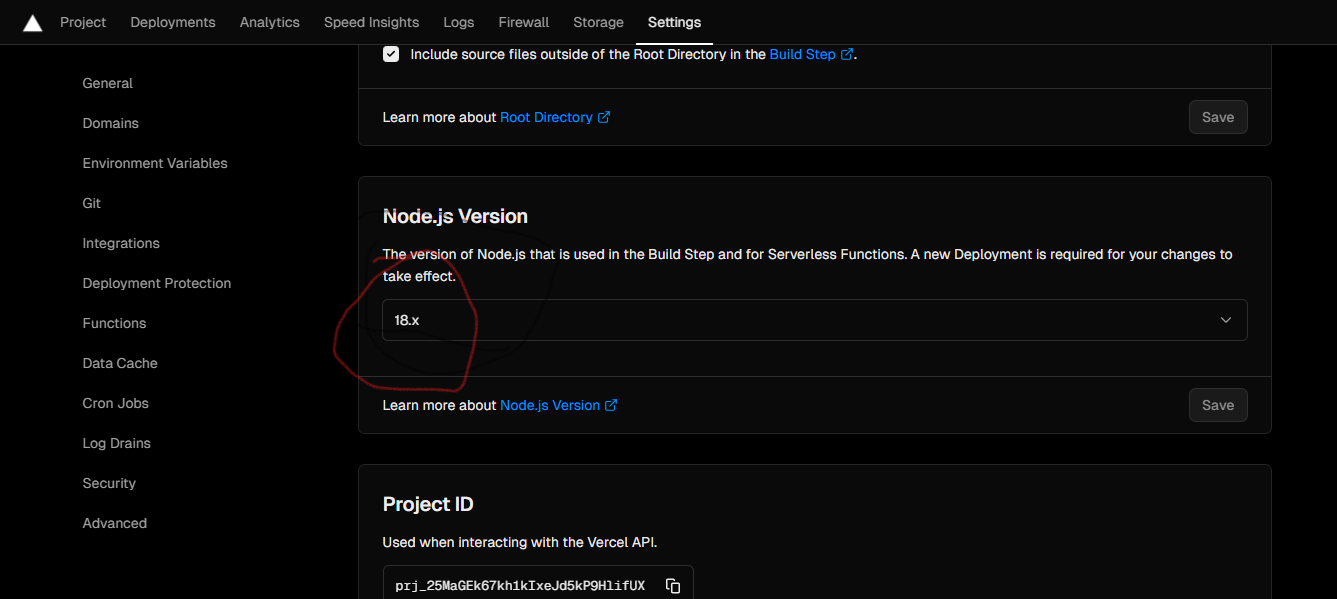 Project Deployments Analytics Speed Insights Logs Firewall Storage Settings
General
Domains
Environment Variables
Git
Integrations
Deployment Protection
Functions
Data Cache
Cron Jobs
Log Drains
Security
Advanced
Include source files outside of the Root Directory in the Build Step.
Learn more about Root Directory
Save
Node.js Version
The version of Node.js that is used in the Build Step and for Serverless Functions. A new Deployment is required for your changes to
take effect.
18.x
Learn more about Node.js Version
Save
Project ID
Used when interacting with the Vercel API.
prj_25MaGEk67kh1kIxeJd5kP9HlifUX